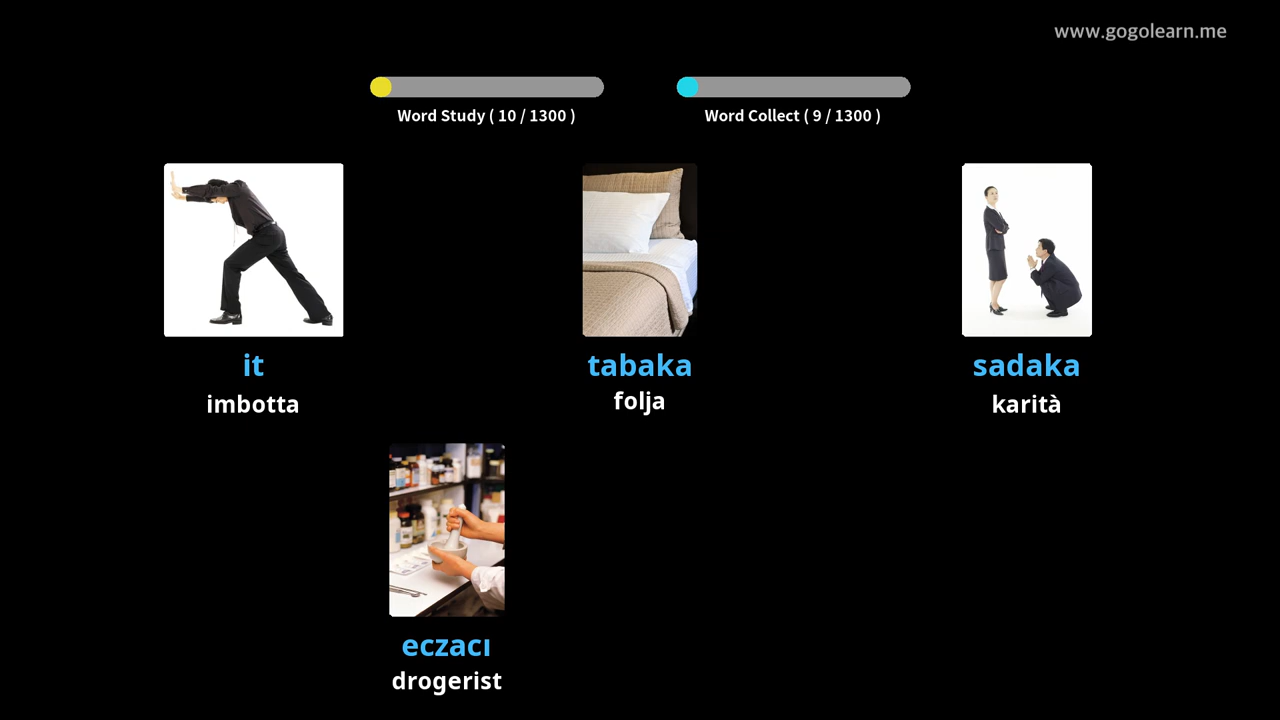 www.gogolearn.me
Word Study ( 10 / 1300 )
Word Collect ( 9 / 1300 )
it
imbotta
tabaka
folja
sadaka
karità
eczacı
drogerist